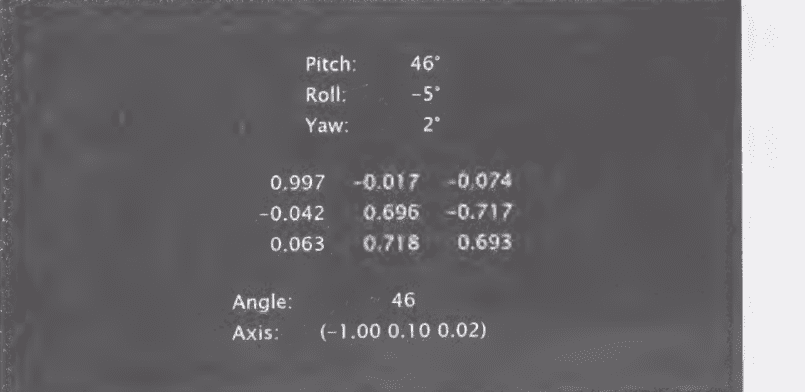 Pitch: 46°
Roll: -5°
Yaw: 2°
0.997 -0.017 -0.074
-0.042 0.696 -0.717
0.063 0.718 0.693
Angle: 46
Axis: (-1.00 0.10 0.02)